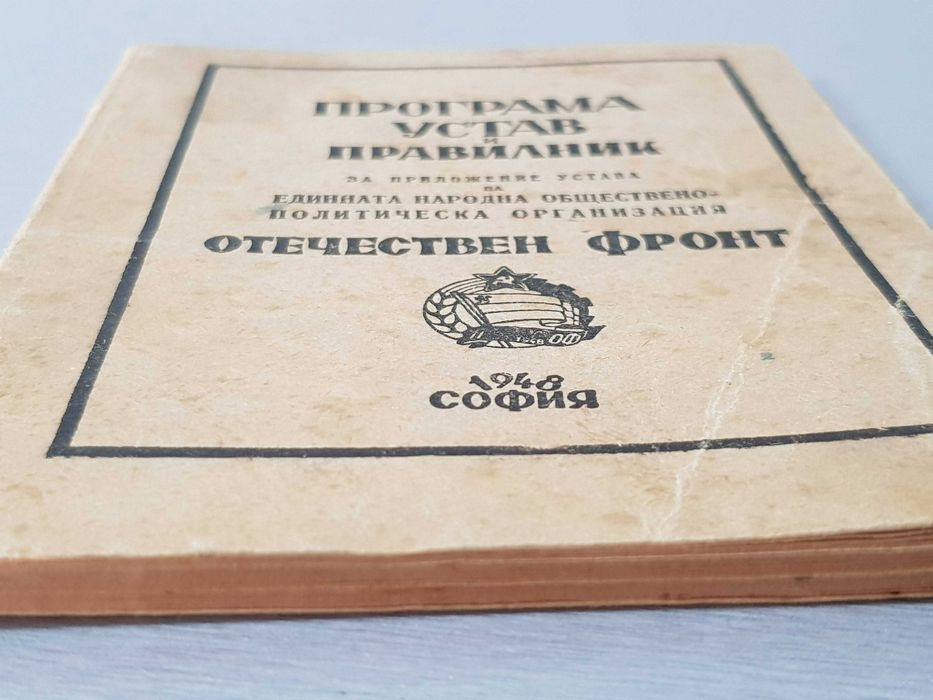 ПРОГРАМА
УСТАВ
И
ПРАВИЛНИК
ЗА ПРИЛОЖЕНИЕ УСТАВА
НА
ЕДИННАТА НАРОДНА ОБЩЕСТВЕНО-
ПОЛИТИЧЕСКА ОРГАНИЗАЦИЯ
ОТЕЧЕСТВЕН ФРОНТ
ОФ
1948
СОФИЯ